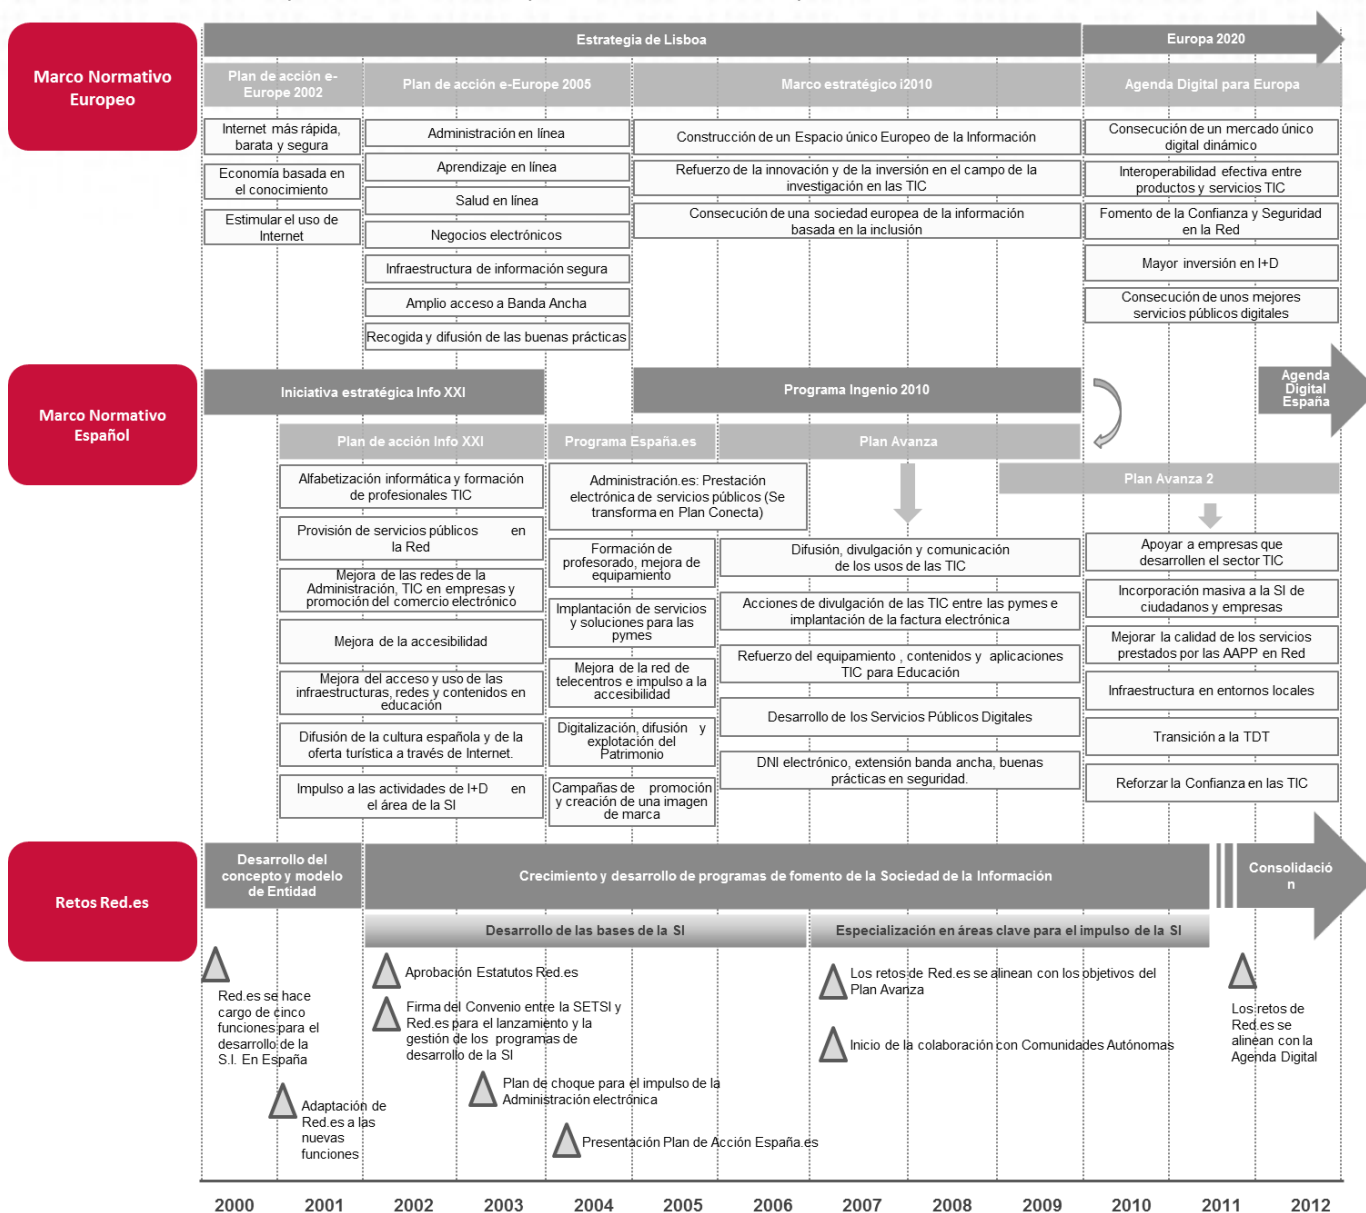 Marco Normativo
Europeo
Estrategia de Lisboa
Europa 2020
Plan de acción e-
Europe 2002
Plan de acción e-Europe 2005
Marco estratégico i2010
Agenda Digital para Europa
Internet más rápida,
barata y segura
Economía basada en
el conocimiento
Estimular el uso de
Internet
Administración en línea
Aprendizaje en línea
Salud en línea
Negocios electrónicos
Infraestructura de información segura
Amplio acceso a Banda Ancha
Recogida y difusión de las buenas prácticas
Construcción de un Espacio único Europeo de la Información
Refuerzo de la innovación y de la inversión en el campo de la
investigación en las TIC
Consecución de una sociedad europea de la información
basada en la inclusión
Consecución de un mercado único
digital dinámico
Interoperabilidad efectiva entre
productos y servicios TIC
Fomento de la Confianza y Seguridad
en la Red
Mayor inversión en I+D
Consecución de unos mejores
servicios públicos digitales
Marco Normativo
Español
Iniciativa estratégica Info XXI
Programa Ingenio 2010
Agenda
Digital
España
Plan de acción Info XXI
Programa España.es
Plan Avanza
Plan Avanza 2
Alfabetización informática y formación
de profesionales TIC
Provisión de servicios públicos en
la Red
Mejora de las redes de la
Administración, TIC en empresas y
promoción del comercio electrónico
Mejora de la accesibilidad
Mejora del acceso y uso de las
infraestructuras, redes y contenidos en
educación
Difusión de la cultura española y de la
oferta turística a través de Internet.
Impulso a las actividades de I+D en
el área de la SI
Administración.es: Prestación
electrónica de servicios públicos (Se
transforma en Plan Conecta)
Formación de
profesorado, mejora de
equipamiento
Implantación de servicios
y soluciones para las
pymes
Mejora de la red de
telecentros e impulso a la
accesibilidad
Digitalización, difusión y
explotación del
Patrimonio
Campañas de promoción
y creación de una imagen
de marca
Difusión, divulgación y comunicación
de los usos de las TIC
Acciones de divulgación de las TIC entre las pymes e
implantación de la factura electrónica
Refuerzo del equipamiento , contenidos y aplicaciones
TIC para Educación
Desarrollo de los Servicios Públicos Digitales
DNI electrónico, extensión banda ancha, buenas
prácticas en seguridad.
Apoyar a empresas que
desarrollen el sector TIC
Incorporación masiva a la SI de
ciudadanos y empresas
Mejorar la calidad de los servicios
prestados por las AAPP en Red
Infraestructura en entornos locales
Transición a la TDT
Reforzar la Confianza en las TIC
Retos Red.es
Desarrollo del
concepto y modelo
de Entidad
Crecimiento y desarrollo de programas de fomento de la Sociedad de la Información
Consolidació
n
Desarrollo de las bases de la SI
Especialización en áreas clave para el impulso de la SI
Red.es se hace
cargo de cinco
funciones para el
desarrollo de la
S.I. En España
Adaptación de
Red.es a las
nuevas
funciones
Aprobación Estatutos Red.es
Firma del Convenio entre la SETSI y
Red.es para el lanzamiento y la
gestión de los programas de
desarrollo de la SI
Plan de choque para el impulso de la
Administración electrónica
Presentación Plan de Acción España.es
Los retos de Red.es se alinean con los objetivos del
Plan Avanza
Inicio de la colaboración con Comunidades Autónomas
Los retos de
Red.es se
alinean con la
Agenda Digital
2000 2001 2002 2003 2004 2005 2006 2007 2008 2009 2010 2011 2012